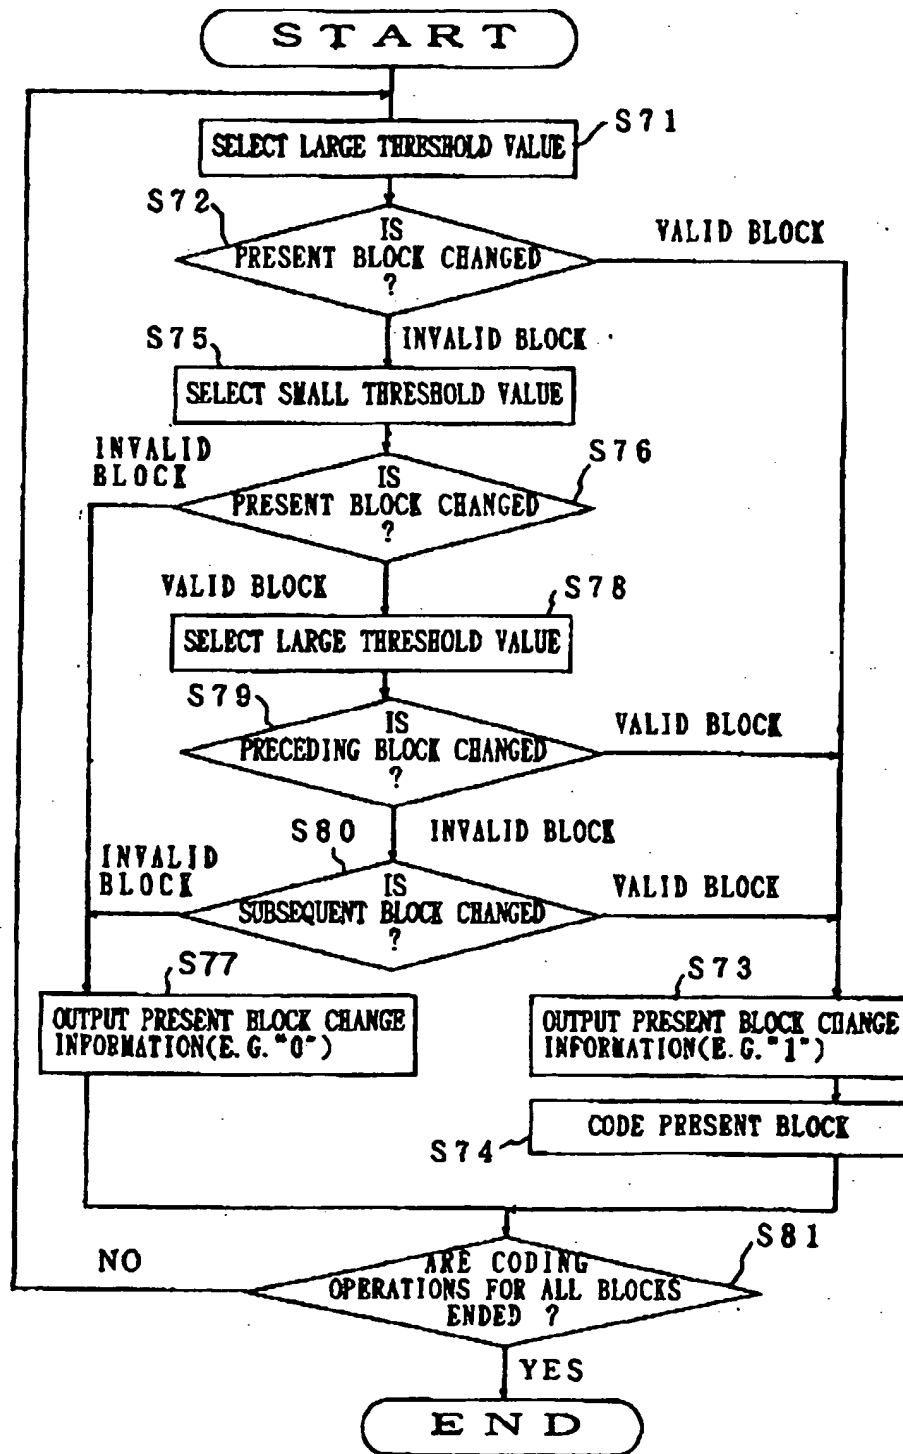 START
S71
SELECT LARGE THRESHOLD VALUE
S72
IS
PRESENT BLOCK CHANGED
?
VALID BLOCK
INVALID BLOCK
S75
SELECT SMALL THRESHOLD VALUE
INVALID
BLOCK
S76
IS
PRESENT BLOCK CHANGED
?
VALID BLOCK
S78
SELECT LARGE THRESHOLD VALUE
S79
IS
PRECEDING BLOCK CHANGED
?
VALID BLOCK
INVALID BLOCK
S80
INVALID
BLOCK
IS
SUBSEQUENT BLOCK CHANGED
?
VALID BLOCK
S77
OUTPUT PRESENT BLOCK CHANGE
INFORMATION(E.G."0")
S73
OUTPUT PRESENT BLOCK CHANGE
INFORMATION(E.G."1")
S74
CODE PRESENT BLOCK
S81
ARE CODING
OPERATIONS FOR ALL BLOCKS
ENDED ?
NO
YES
END